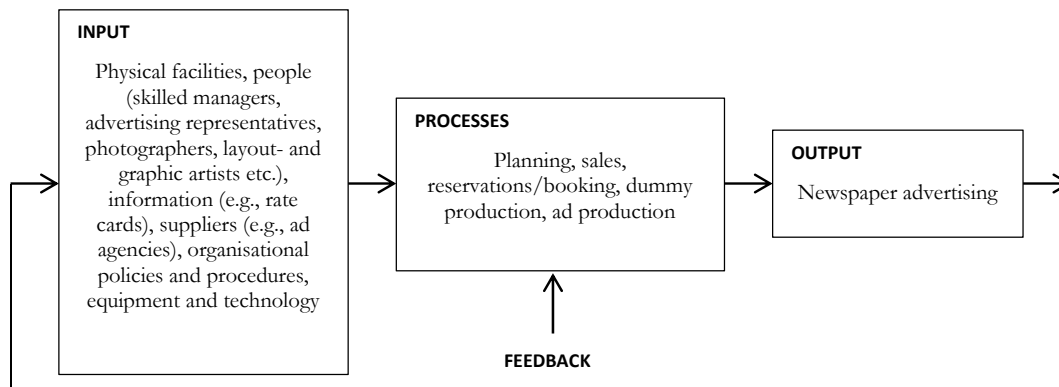 INPUT
Physical facilities, people
(skilled managers,
advertising representatives,
photographers, layout- and
graphic artists etc.),
information (e.g., rate
cards), suppliers (e.g., ad
agencies), organisational
policies and procedures,
equipment and technology
PROCESSES
Planning, sales,
reservations/booking, dummy
production, ad production
OUTPUT
Newspaper advertising
FEEDBACK